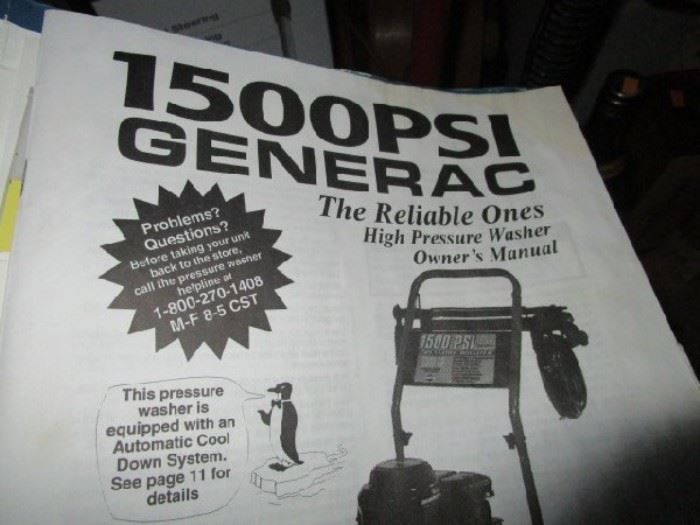 Steering
1500PSI
GENERAC
The Reliable Ones
High Pressure Washer
Owner's Manual
Problems?
Questions?
Before taking your unit
back to the store,
call the pressure washer
helpline at
1-800-270-1408
M-F 8-5 CST
1500 PSI
This pressure
washer is
equipped with an
Automatic Cool
Down System.
See page 11 for
details